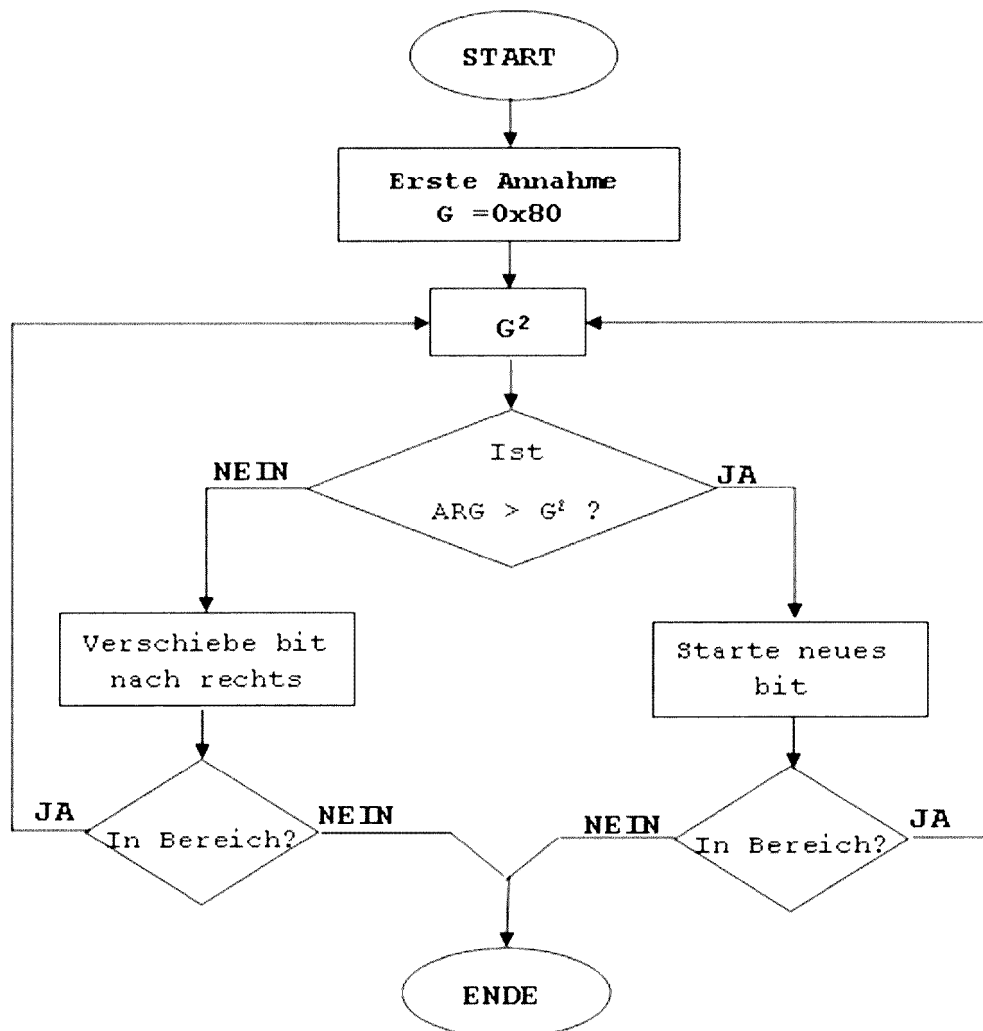 START
Erste Annahme
G =0x80
G²
Ist
ARG > G² ?
NEIN
JA
Verschiebe bit
nach rechts
Starte neues
bit
In Bereich?
JA
NEIN
In Bereich?
NEIN
JA
ENDE